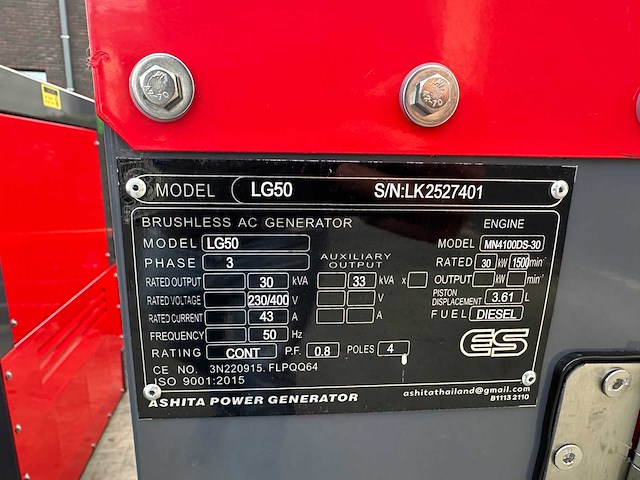 MODEL LG50 S/N:LK2527401
BRUSHLESS AC GENERATOR ENGINE
MODEL LG50 MODEL MN4100DS-30
PHASE 3 AUXILIARY OUTPUT RATED 30 kW 1500 min⁻¹
RATED OUTPUT 30 kVA 33 kVA x OUTPUT kW min⁻¹
RATED VOLTAGE 230/400 V V PISTON DISPLACEMENT 3.61 L
RATED CURRENT 43 A A FUEL DIESEL
FREQUENCY 50 Hz
RATING CONT P.F. 0.8 POLES 4 ES
CE NO. 3N220915.FLPQQ64
ISO 9001:2015
ASHITA POWER GENERATOR ashitathailand@gmail.com
B1113 2110